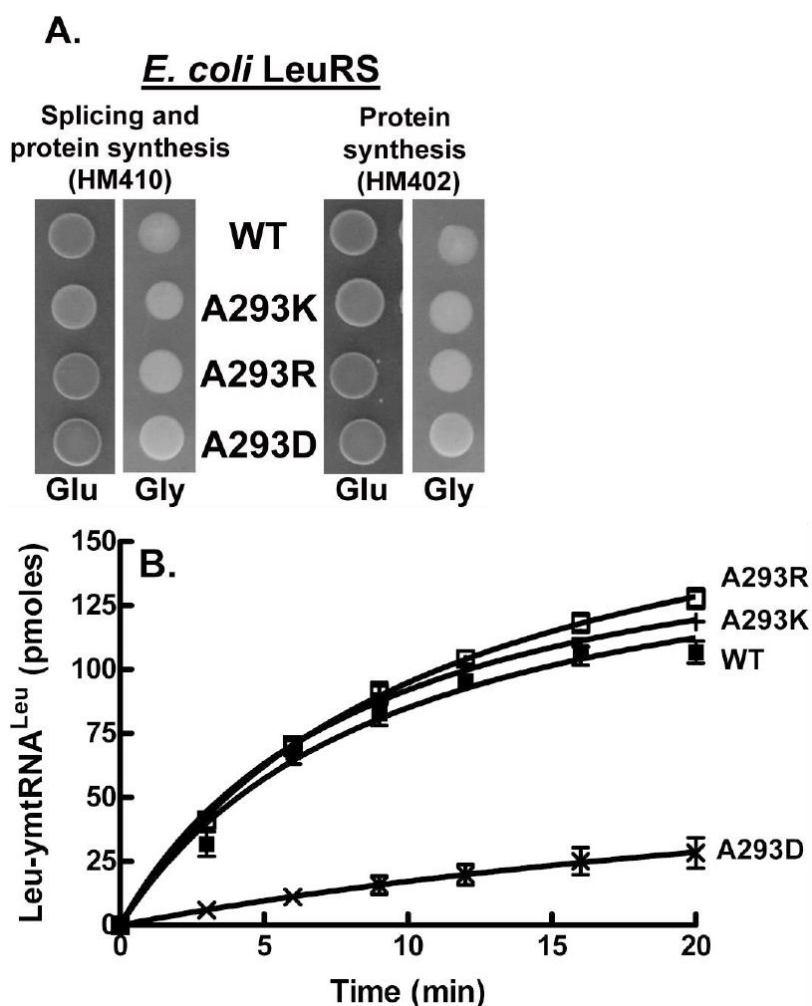 A.
E. coli LeuRS
Splicing and
protein synthesis
(HM410)
Protein
synthesis
(HM402)
WT
A293K
A293R
A293D
Glu Gly Glu Gly
B.
Leu-ymtRNA^Leu (pmoles)
150
125
100
75
50
25
0
A293R
A293K
WT
A293D
0 5 10 15 20
Time (min)